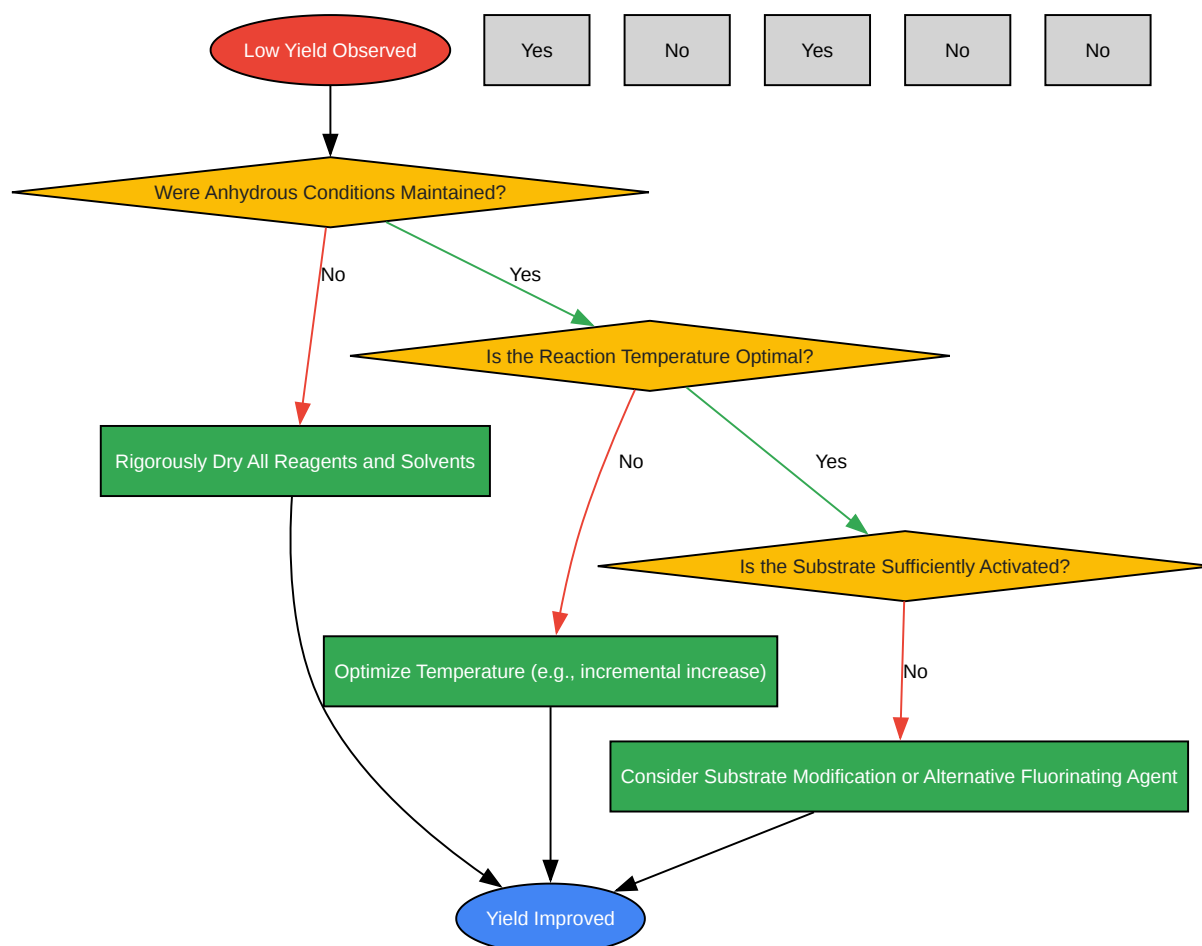 Low Yield Observed
Yes
No
Yes
No
No
Were Anhydrous Conditions Maintained?
No
Yes
Is the Reaction Temperature Optimal?
Rigorously Dry All Reagents and Solvents
No
Yes
Is the Substrate Sufficiently Activated?
Optimize Temperature (e.g., incremental increase)
No
Consider Substrate Modification or Alternative Fluorinating Agent
Yield Improved